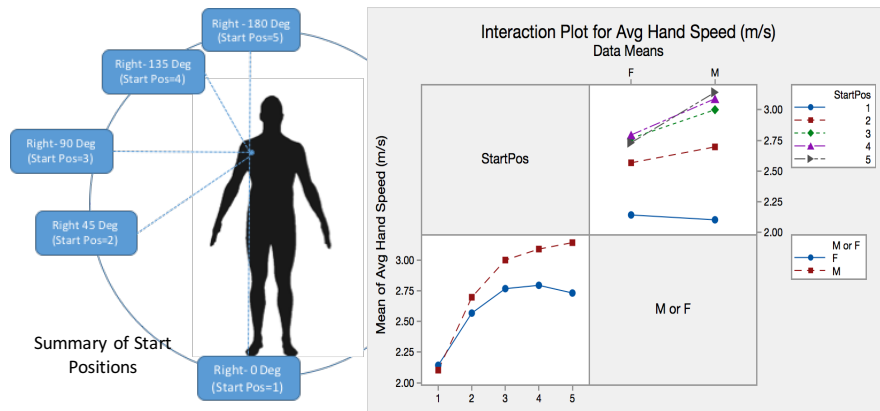 Right - 180 Deg
(Start Pos=5)
Right- 135 Deg
(Start Pos=4)
Right- 90 Deg
(Start Pos=3)
Right 45 Deg
(Start Pos=2)
Summary of Start
Positions
Right- 0 Deg
(Start Pos=1)
Interaction Plot for Avg Hand Speed (m/s)
Data Means
F M
Mean of Avg Hand Speed (m/s)
StartPos
3.00
2.75
2.50
2.25
2.00
StartPos
1
2
3
4
5
3.00
2.75
2.50
2.25
2.00
1 2 3 4 5
M or F
M or F
F
M